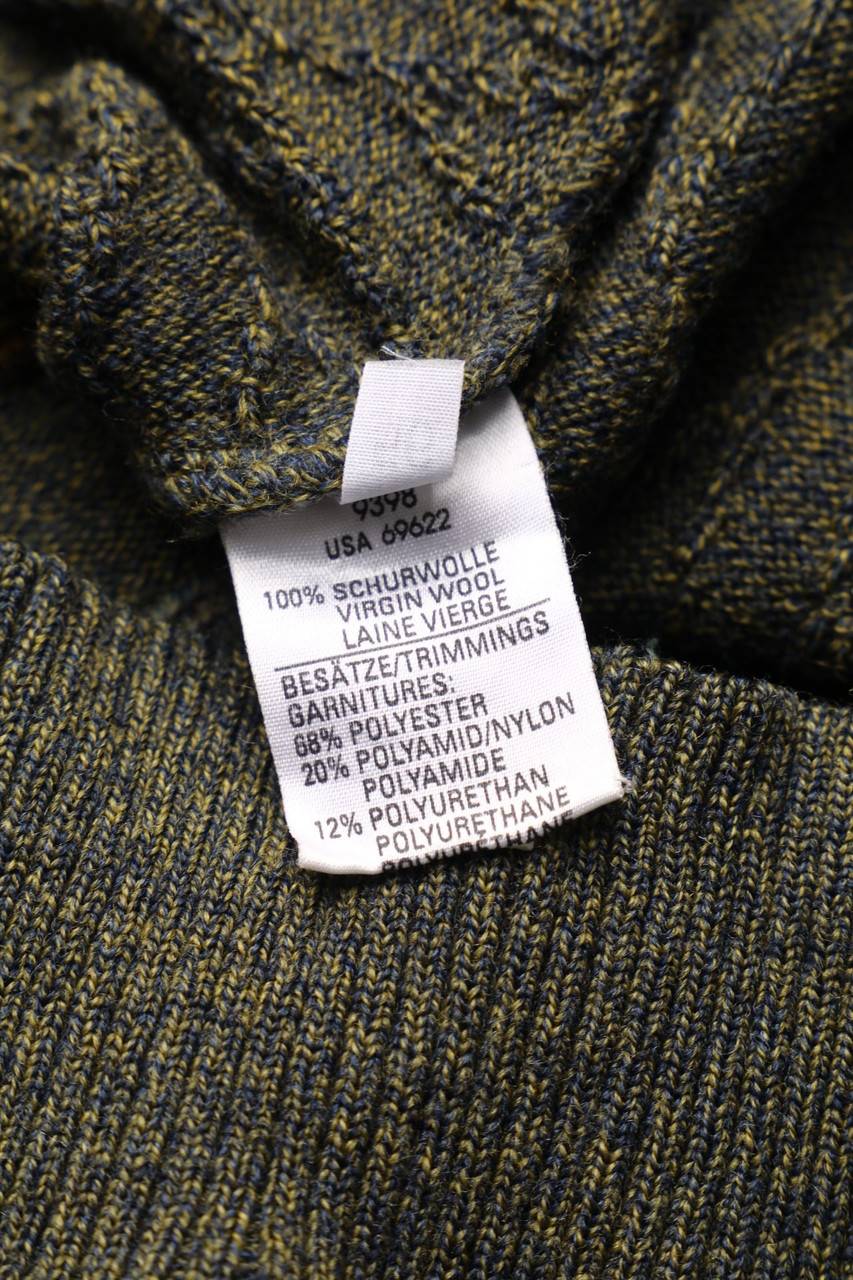 9398
USA 69622
100% SCHURWOLLE
VIRGIN WOOL
LAINE VIERGE
BESÄTZE/TRIMMINGS
GARNITURES:
68% POLYESTER
20% POLYAMID/NYLON
POLYAMIDE
12% POLYURETHAN
POLYURETHANE
POLYURÉTHANE